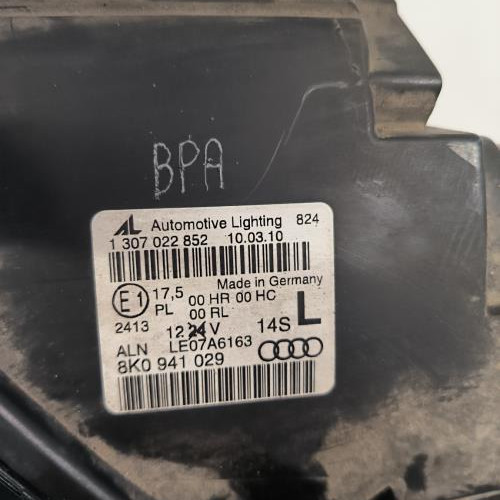 BPA
AL Automotive Lighting 824
1 307 022 852 10.03.10
Made in Germany
E1 17,5 00 HR 00 HC
PL 00 RL
2413 12 24 V 14S L
ALN LE07A6163
8K0 941 029